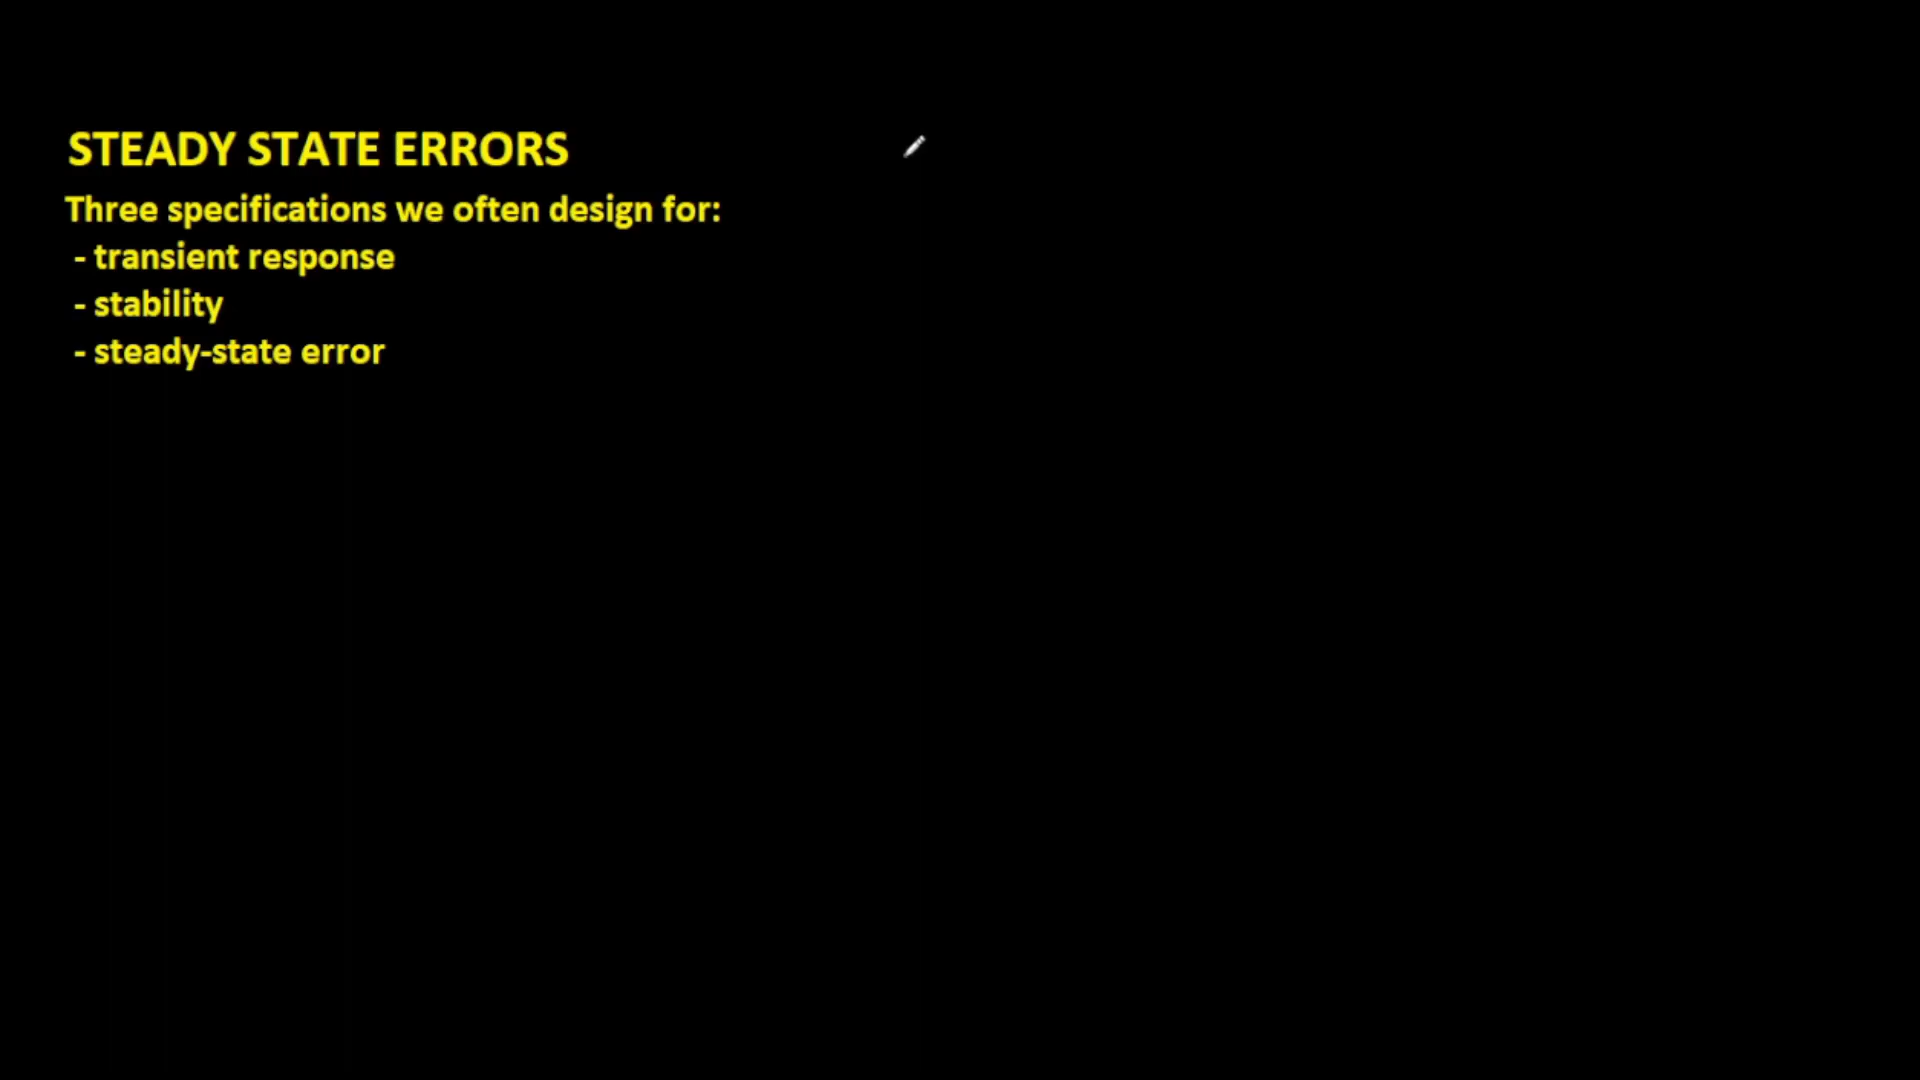 STEADY STATE ERRORS
Three specifications we often design for:
- transient response
- stability
- steady-state error